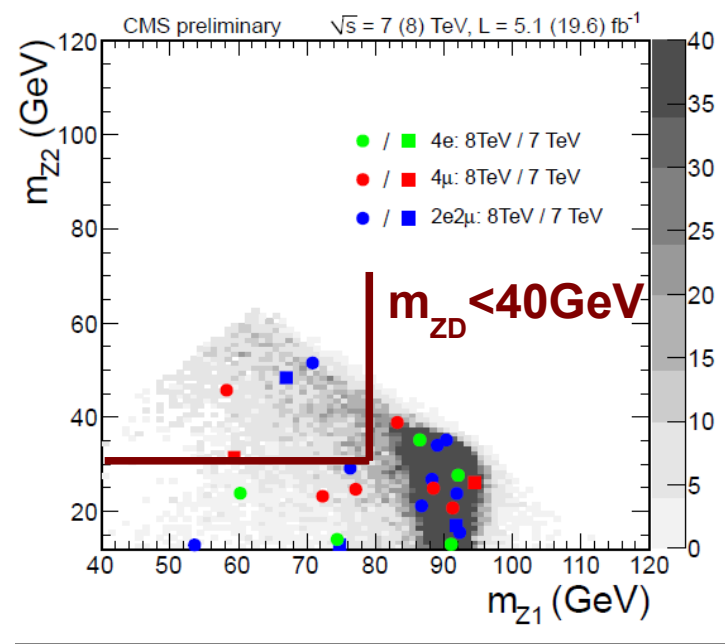 CMS preliminary √s = 7 (8) TeV, L = 5.1 (19.6) fb⁻¹
m_Z2 (GeV)
120
100
80
60
40
20
● / ■ 4e: 8TeV / 7 TeV
● / ■ 4μ: 8TeV / 7 TeV
● / ■ 2e2μ: 8TeV / 7 TeV
m_ZD<40GeV
40
35
30
25
20
15
10
5
0
40 50 60 70 80 90 100 110 120
m_Z1 (GeV)